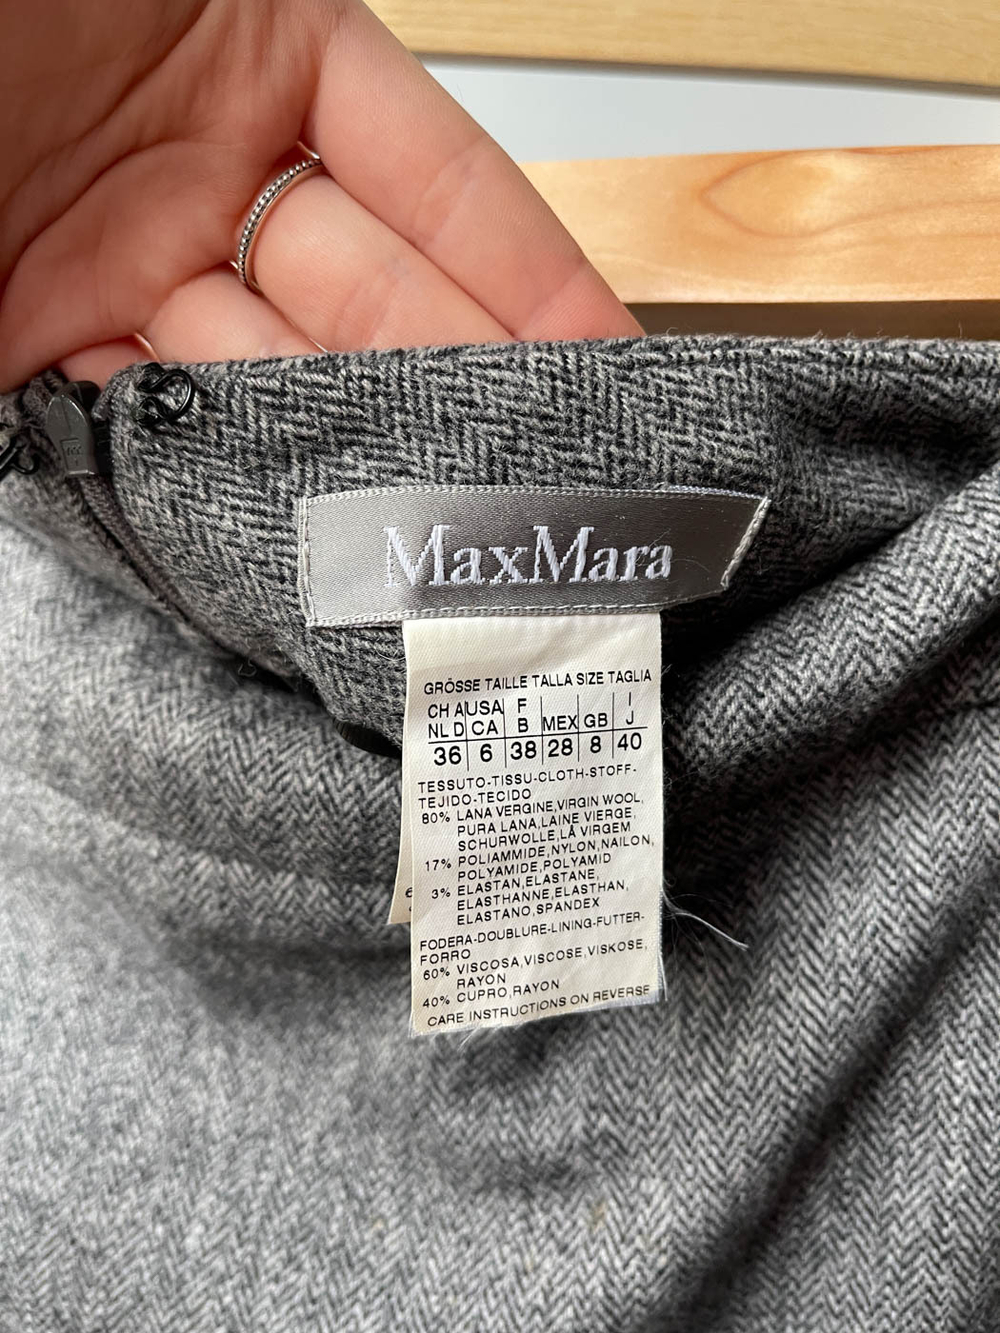 MaxMara
GRÖSSE TAILLE TALLA SIZE TAGLIA
CH A USA F I
NL D CA B MEX GB J
36 6 38 28 8 40
TESSUTO-TISSU-CLOTH-STOFF-
TEJIDO-TECIDO
80% LANA VERGINE,VIRGIN WOOL,
PURA LANA,LAINE VIERGE,
SCHURWOLLE,LÂ VIRGEM
17% POLIAMMIDE,NYLON,NAILON,
POLYAMIDE,POLYAMID
3% ELASTAN,ELASTANE,
ELASTHANNE,ELASTHAN,
ELASTANO,SPANDEX
FODERA-DOUBLURE-LINING-FUTTER-
FORRO
60% VISCOSA,VISCOSE,VISKOSE,
RAYON
40% CUPRO,RAYON
CARE INSTRUCTIONS ON REVERSE